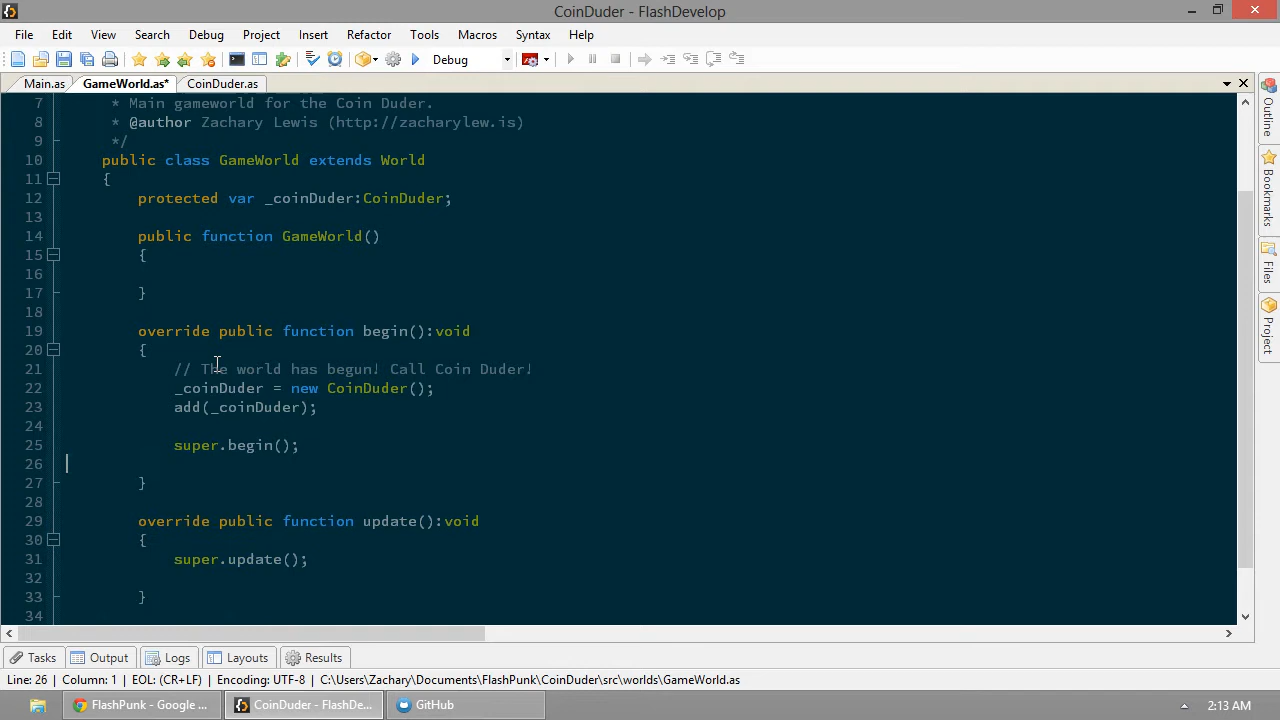 CoinDuder - FlashDevelop
File Edit View Search Debug Project Insert Refactor Tools Macros Syntax Help
Debug
Main.as GameWorld.as* CoinDuder.as
7 * Main gameworld for the Coin Duder.
8 * @author Zachary Lewis (http://zacharylew.is)
9 */
10 public class GameWorld extends World
11 {
12 protected var _coinDuder:CoinDuder;
13
14 public function GameWorld()
15 {
16
17 }
18
19 override public function begin():void
20 {
21 // The world has begun! Call Coin Duder!
22 _coinDuder = new CoinDuder();
23 add(_coinDuder);
24
25 super.begin();
26
27 }
28
29 override public function update():void
30 {
31 super.update();
32
33 }
34
Outline
Bookmarks
Files
Project
Tasks Output Logs Layouts Results
Line: 26 Column: 1 EOL: (CR+LF) Encoding: UTF-8 C:\Users\Zachary\Documents\FlashPunk\CoinDuder\src\worlds\GameWorld.as
FlashPunk - Google ... CoinDuder - FlashDe... GitHub 2:13 AM